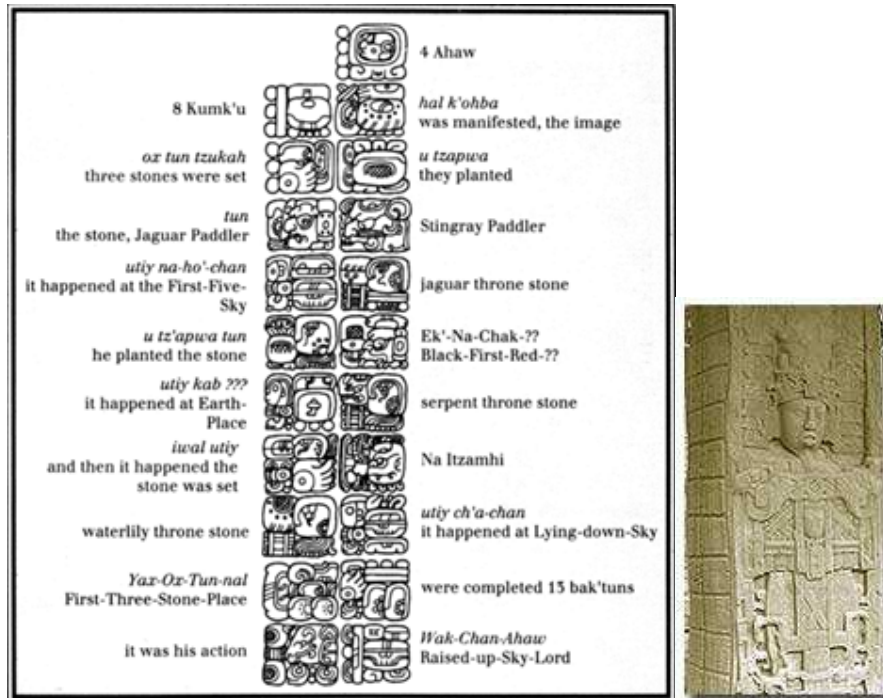 4 Ahaw
8 Kumk'u
hal k'ohba
was manifested, the image
ox tun tzukah
three stones were set
u tzapwa
they planted
tun
the stone, Jaguar Paddler
Stingray Paddler
utiy na-ho'-chan
it happened at the First-Five-
Sky
jaguar throne stone
u tz'apwa tun
he planted the stone
Ek'-Na-Chak-??
Black-First-Red-??
utiy kab ???
it happened at Earth-
Place
serpent throne stone
iwal utiy
and then it happened the
stone was set
Na Itzamhi
waterlily throne stone
utiy ch'a-chan
it happened at Lying-down-Sky
Yax-Ox-Tun-nal
First-Three-Stone-Place
were completed 13 bak'tuns
it was his action
Wak-Chan-Ahaw
Raised-up-Sky-Lord